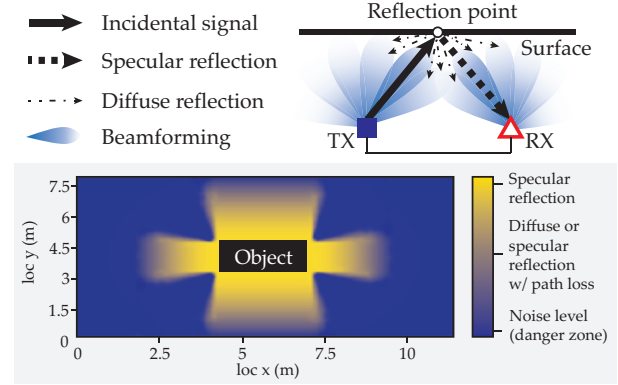 Incidental signal
Specular reflection
Diffuse reflection
Beamforming
Reflection point
Surface
TX
RX
7.5
6
4.5
3
1.5
0
loc y (m)
Object
0
2.5
5
7.5
10
loc x (m)
Specular
reflection
Diffuse or
specular
reflection
w/ path loss
Noise level
(danger zone)